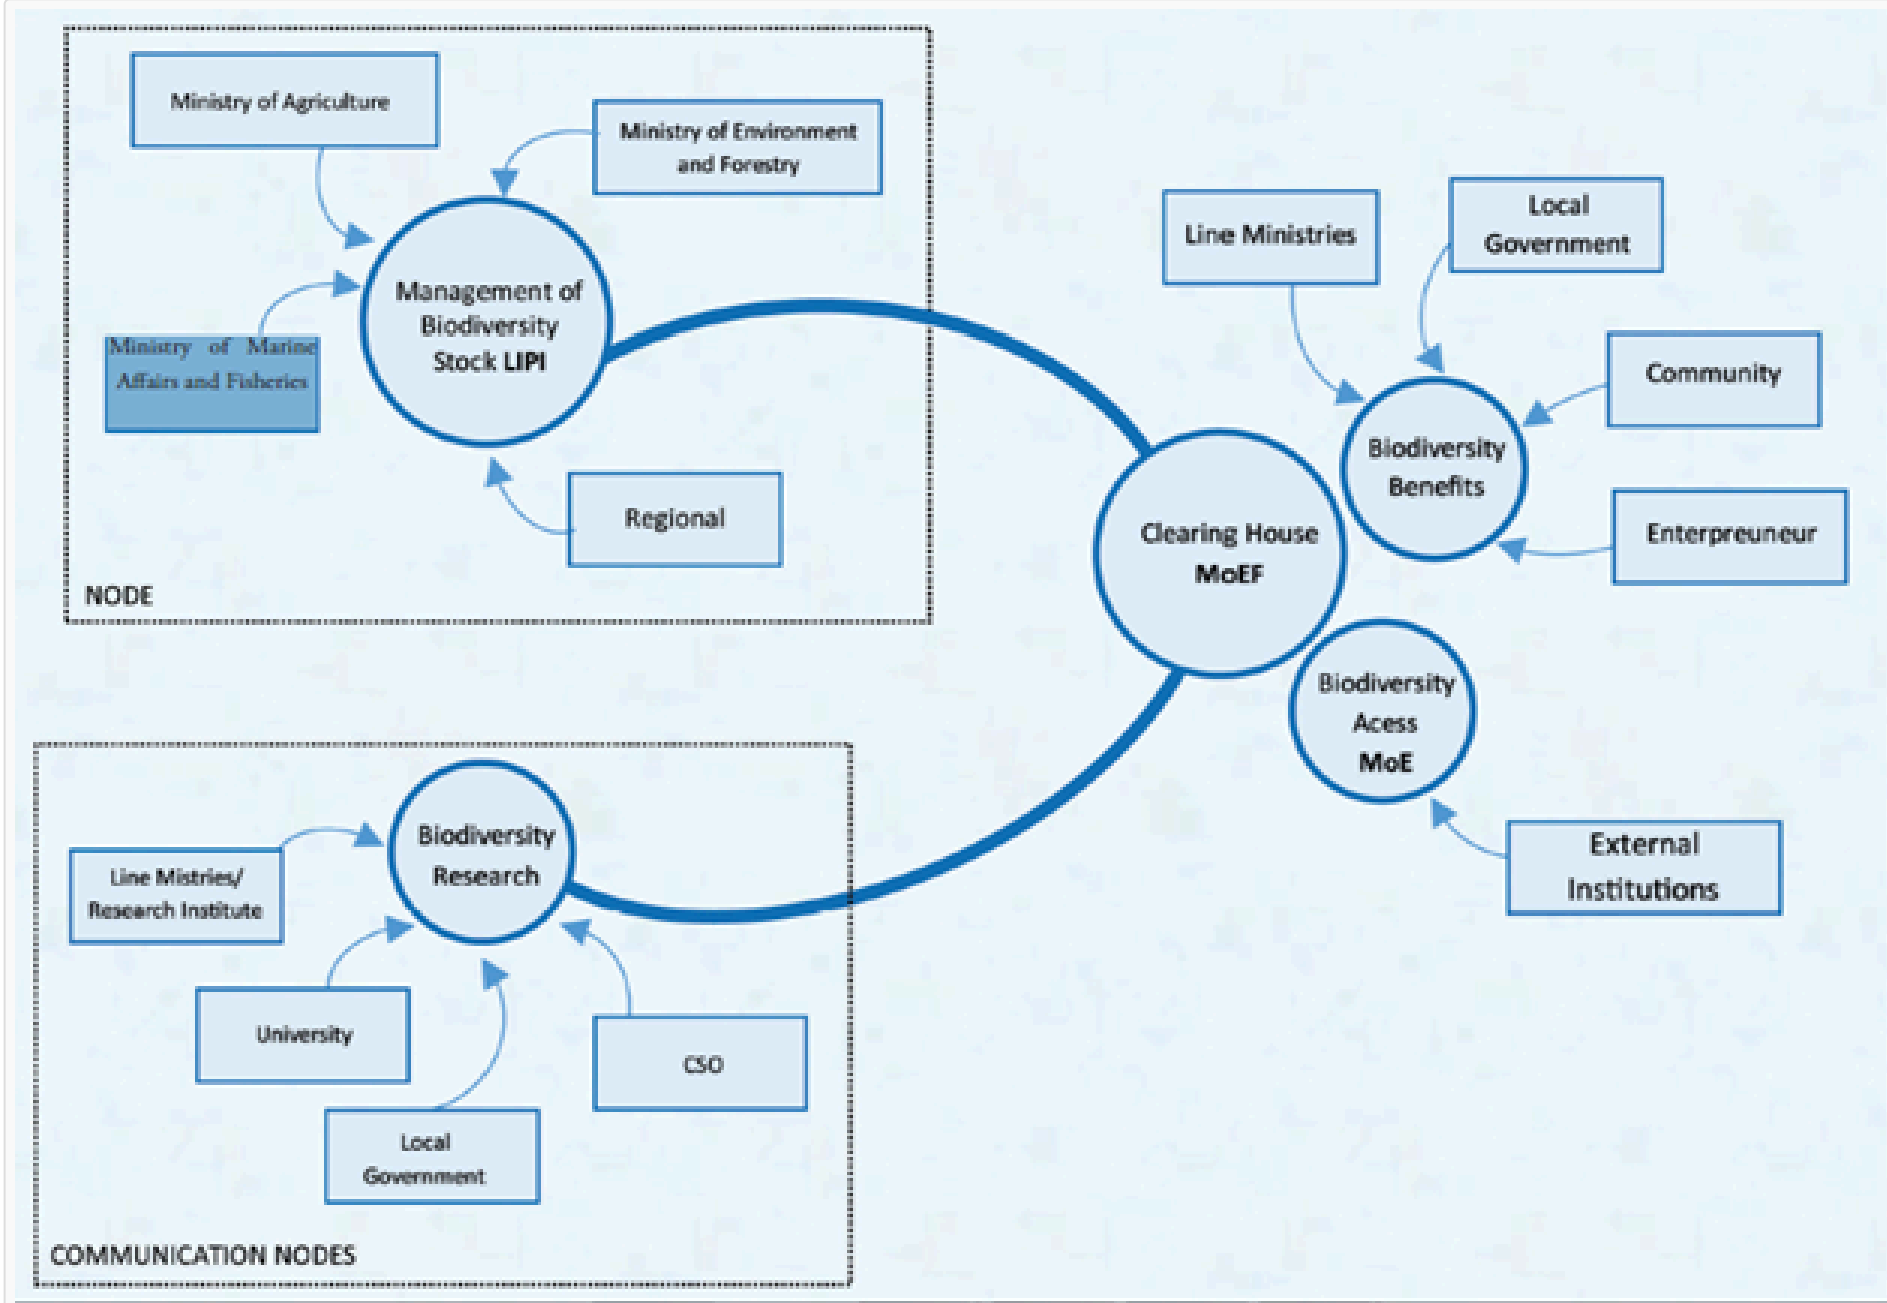 Ministry of Agriculture
Ministry of Environment
and Forestry
Management of
Biodiversity
Stock LIPI
Ministry of Marine
Affairs and Fisheries
Regional
NODE
Line Ministries
Local
Government
Community
Biodiversity
Benefits
Enterpreuneur
Clearing House
MoEF
Biodiversity
Acess
MoE
External
Institutions
Biodiversity
Research
Line Mistries/
Research Institute
University
CSO
Local
Government
COMMUNICATION NODES